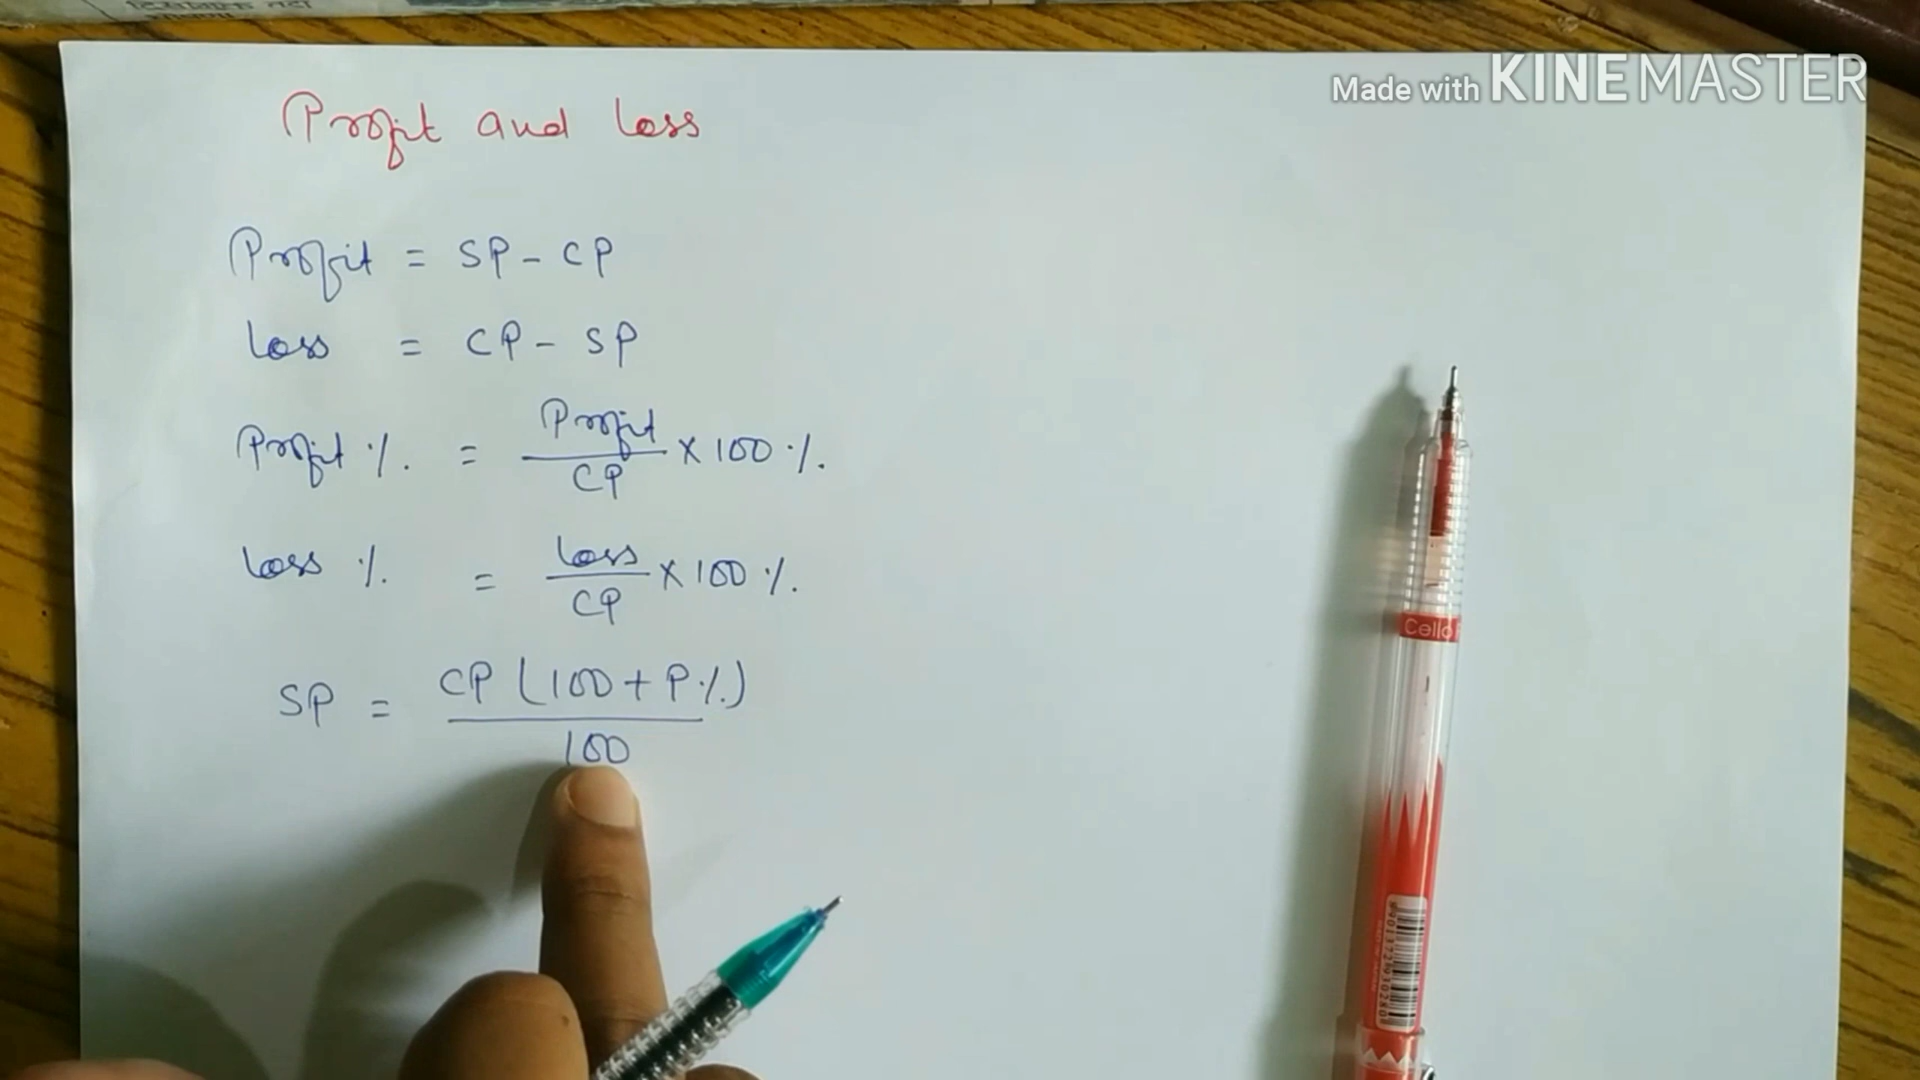 Made with KINEMASTER
Profit and loss
Profit = SP - CP
loss = CP - SP
Profit % = Profit / CP × 100 %
loss % = loss / CP × 100 %
SP = CP (100 + P%) / 100
Cello